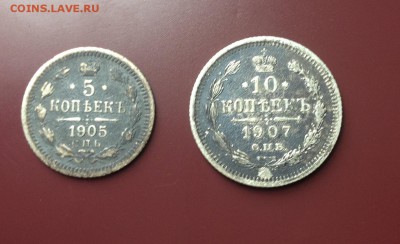 COINS.LAVE.RU
· 5 ·
КОПѢЕКЪ
1905
С.П.Б.
· 10 ·
КОПѢЕКЪ
1907
С.П.Б.